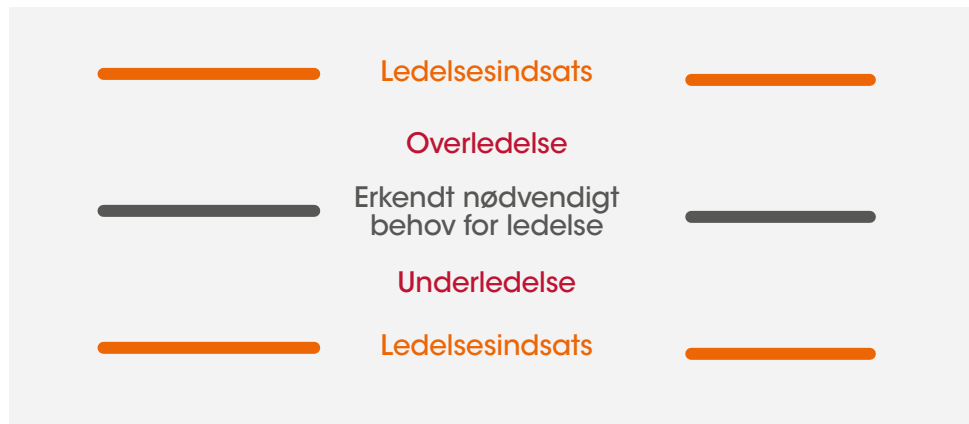 Ledelsesindsats
Overledelse
Erkendt nødvendigt
behov for ledelse
Underledelse
Ledelsesindsats